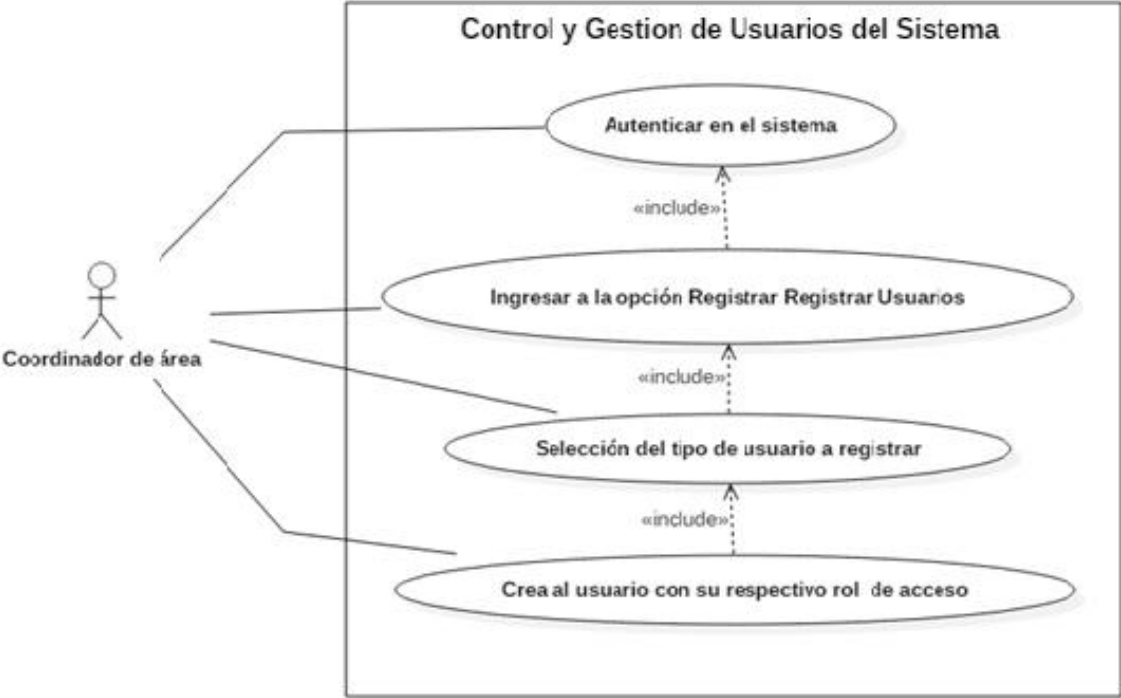 Control y Gestion de Usuarios del Sistema
Autenticar en el sistema
«include»
Ingresar a la opción Registrar Registrar Usuarios
Coordinador de área
«include»
Selección del tipo de usuario a registrar
«include»
Crea al usuario con su respectivo rol de acceso